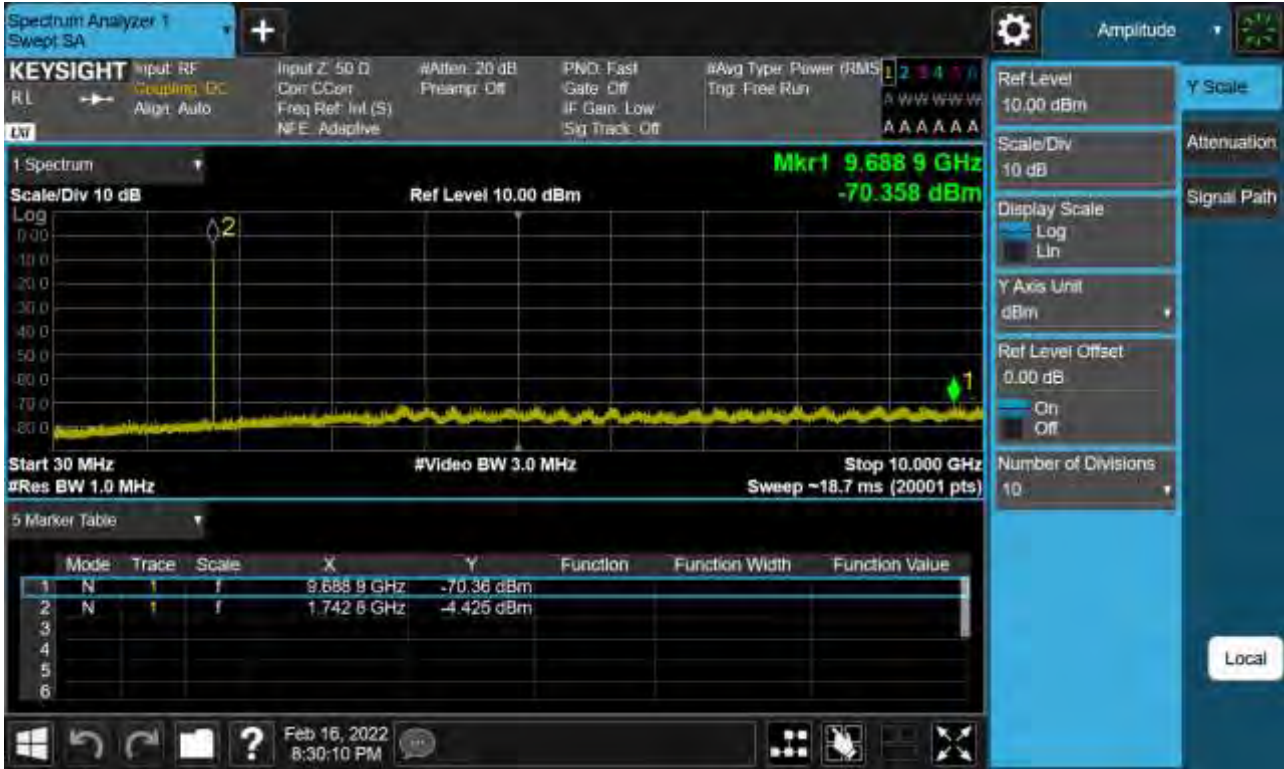 Spectrum Analyzer 1
Swept SA
Amplitude
KEYSIGHT
RL
LXI
Input: RF
Coupling: DC
Align: Auto
Input Z: 50 Ω
Corr CCorr
Freq Ref: Int (S)
NFE: Adaptive
#Atten: 20 dB
Preamp: Off
PNO: Fast
Gate: Off
IF Gain: Low
Sig Track: Off
#Avg Type: Power (RMS
Trig: Free Run
1 2 3 4 5 6
A W W W W W
A A A A A A
1 Spectrum
Mkr1 9.688 9 GHz
Scale/Div 10 dB
Ref Level 10.00 dBm
-70.358 dBm
Log
0.00
-10.0
-20.0
-30.0
-40.0
-50.0
-60.0
-70.0
-80.0
2
1
Start 30 MHz
#Video BW 3.0 MHz
Stop 10.000 GHz
#Res BW 1.0 MHz
Sweep ~18.7 ms (20001 pts)
5 Marker Table
Mode Trace Scale X Y Function Function Width Function Value
1 N 1 f 9.688 9 GHz -70.36 dBm
2 N 1 f 1.742 8 GHz -4.425 dBm
3
4
5
6
Ref Level
10.00 dBm
Scale/Div
10 dB
Display Scale
Log
Lin
Y Axis Unit
dBm
Ref Level Offset
0.00 dB
On
Off
Number of Divisions
10
Y Scale
Attenuation
Signal Path
Local
?
Feb 16, 2022
8:30:10 PM